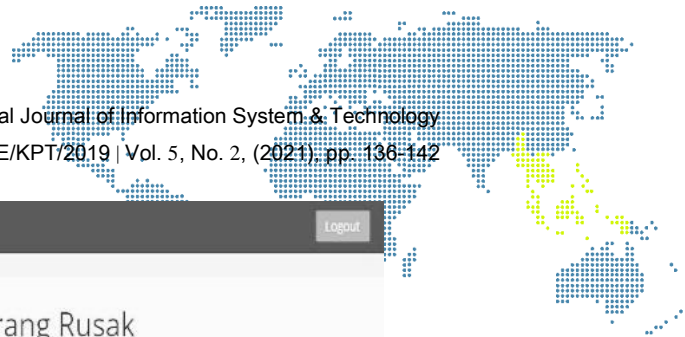 al Journal of Information System & Technology
E/KPT/2019 | Vol. 5, No. 2, (2021), pp. 136-142
Logout
rang Rusak